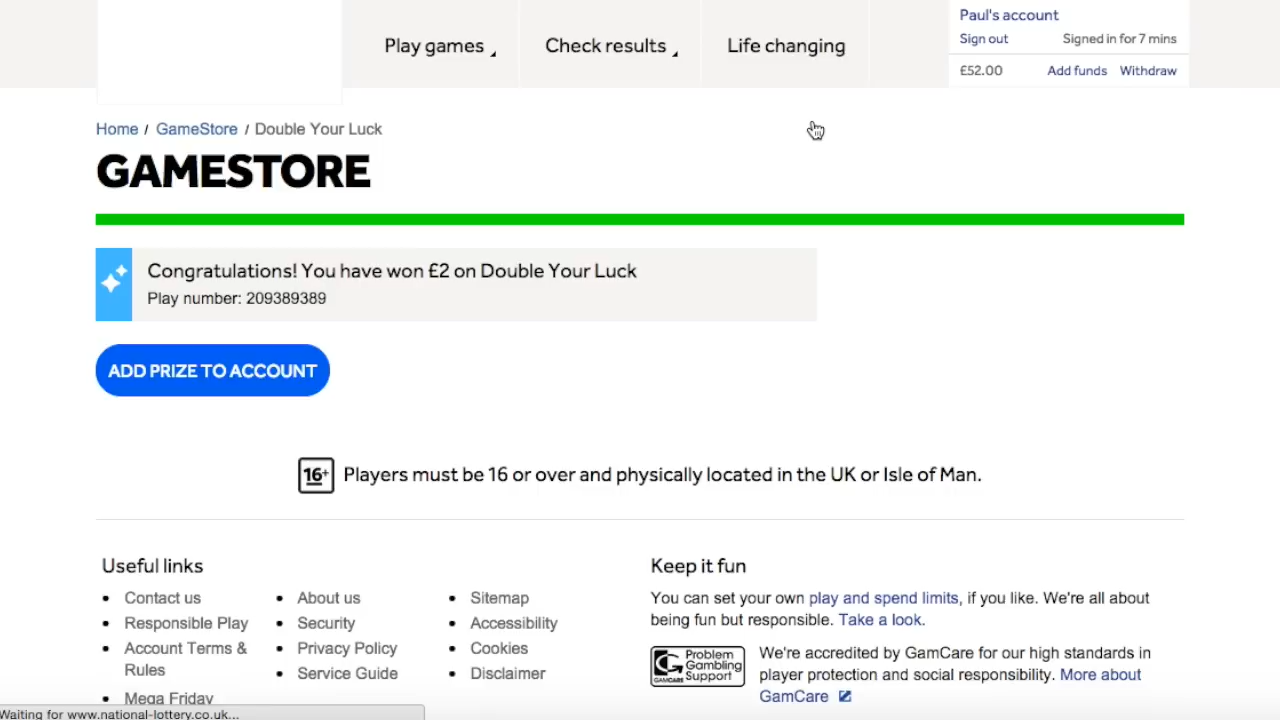 Play games
Check results
Life changing
Paul's account
Sign out
Signed in for 7 mins
£52.00
Add funds
Withdraw
Home / GameStore / Double Your Luck
GAMESTORE
Congratulations! You have won £2 on Double Your Luck
Play number: 209389389
ADD PRIZE TO ACCOUNT
16+ Players must be 16 or over and physically located in the UK or Isle of Man.
Useful links
Contact us
Responsible Play
Account Terms &
Rules
Mega Friday
About us
Security
Privacy Policy
Service Guide
Sitemap
Accessibility
Cookies
Disclaimer
Keep it fun
You can set your own play and spend limits, if you like. We're all about
being fun but responsible. Take a look.
GAMCARE
Problem
Gambling
Support
We're accredited by GamCare for our high standards in
player protection and social responsibility. More about
GamCare
Waiting for www.national-lottery.co.uk...